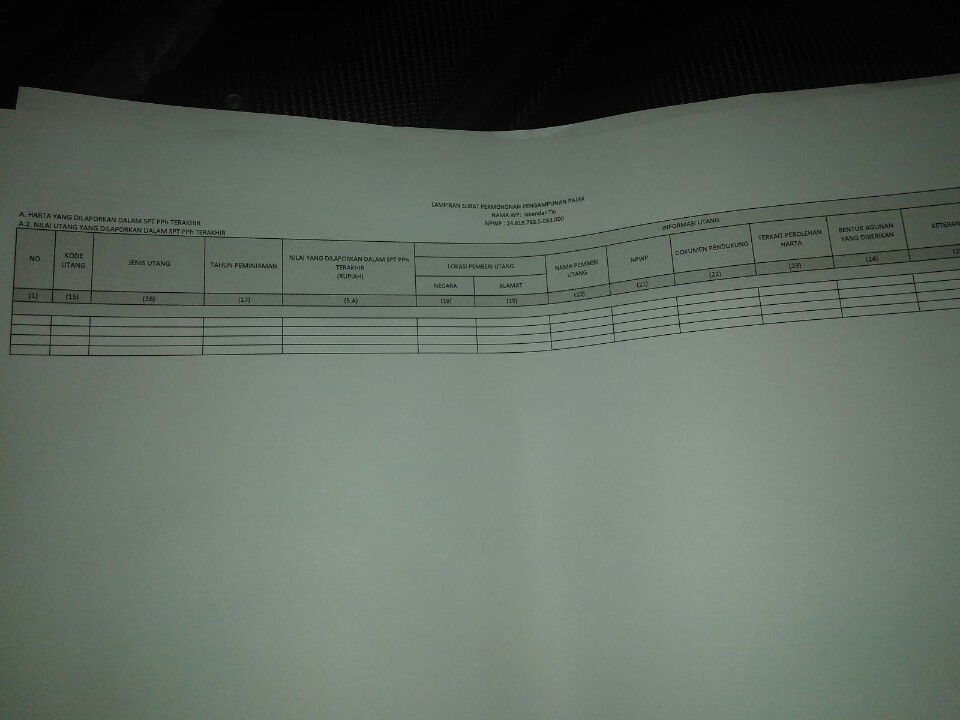 LAMPIRAN SURAT PERMOHONAN PENGAMPUNAN PAJAK
NAMA WP: Iskandar Tio
NPWP : 24.818.763.5-033.000
A. HARTA YANG DILAPORKAN DALAM SPT PPh TERAKHIR
A.2. NILAI UTANG YANG DILAPORKAN DALAM SPT PPh TERAKHIR
INFORMASI UTANG
NO
KODE UTANG
JENIS UTANG
TAHUN PEMINJAMAN
NILAI YANG DILAPORKAN DALAM SPT PPh
TERAKHIR
(RUPIAH)
LOKASI PEMBERI UTANG
NEGARA
ALAMAT
NAMA PEMBERI
UTANG
NPWP
DOKUMEN PENDUKUNG
TERKAIT PEROLEHAN
HARTA
BENTUK AGUNAN
YANG DIBERIKAN
KETERAN
(1) (15) (16) (17) (5.A) (18) (19) (20) (21) (22) (23) (24)